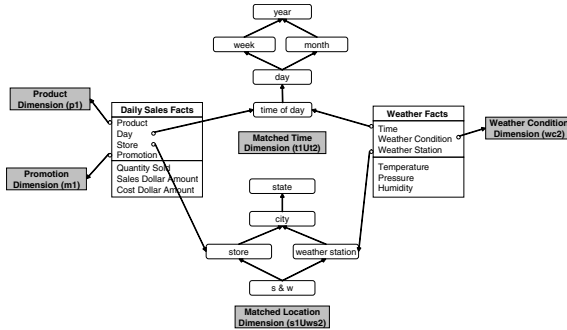 year
week
month
day
time of day
Product
Dimension (p1)
Daily Sales Facts
Product
Day
Store
Promotion
Quantity Sold
Sales Dollar Amount
Cost Dollar Amount
Promotion
Dimension (m1)
Matched Time
Dimension (t1Ut2)
Weather Facts
Time
Weather Condition
Weather Station
Temperature
Pressure
Humidity
Weather Condition
Dimension (wc2)
state
city
store
weather station
s & w
Matched Location
Dimension (s1Uws2)